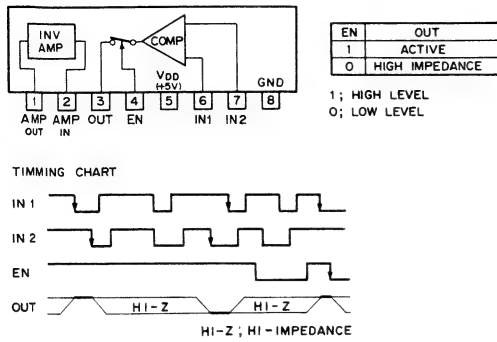 INV
AMP
COMP
VDD
(+5V)
GND
1 2 3 4 5 6 7 8
AMP OUT
AMP IN
OUT
EN
IN1
IN2
EN OUT
1 ACTIVE
0 HIGH IMPEDANCE
1; HIGH LEVEL
0; LOW LEVEL
TIMMING CHART
IN 1
IN 2
EN
OUT HI-Z HI-Z
HI-Z ; HI-IMPEDANCE